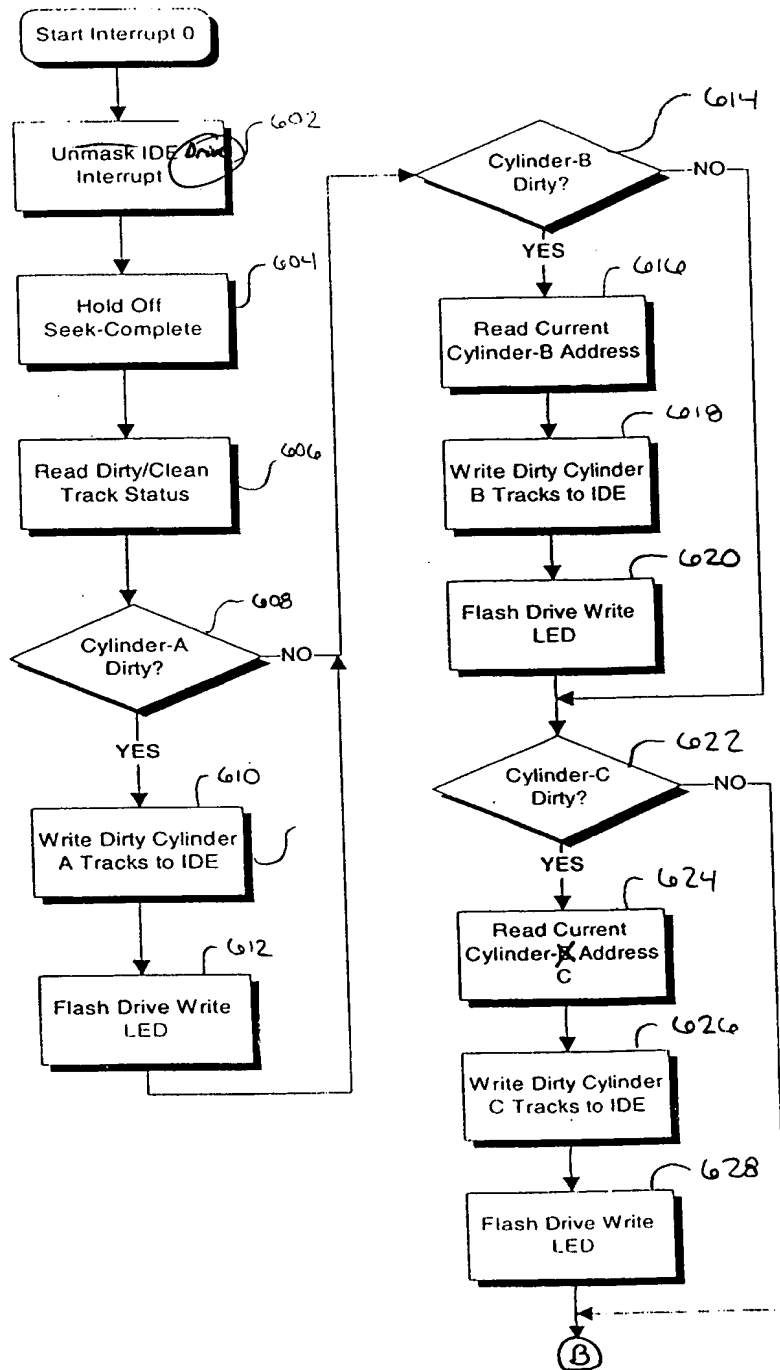 Start Interrupt 0
602
Unmask IDE Drive
Interrupt
604
Hold Off
Seek-Complete
606
Read Dirty/Clean
Track Status
608
Cylinder-A
Dirty?
NO
YES
610
Write Dirty Cylinder
A Tracks to IDE
612
Flash Drive Write
LED
614
Cylinder-B
Dirty?
NO
YES
616
Read Current
Cylinder-B Address
618
Write Dirty Cylinder
B Tracks to IDE
620
Flash Drive Write
LED
622
Cylinder-C
Dirty?
NO
YES
624
Read Current
Cylinder-B Address
C
626
Write Dirty Cylinder
C Tracks to IDE
628
Flash Drive Write
LED
B